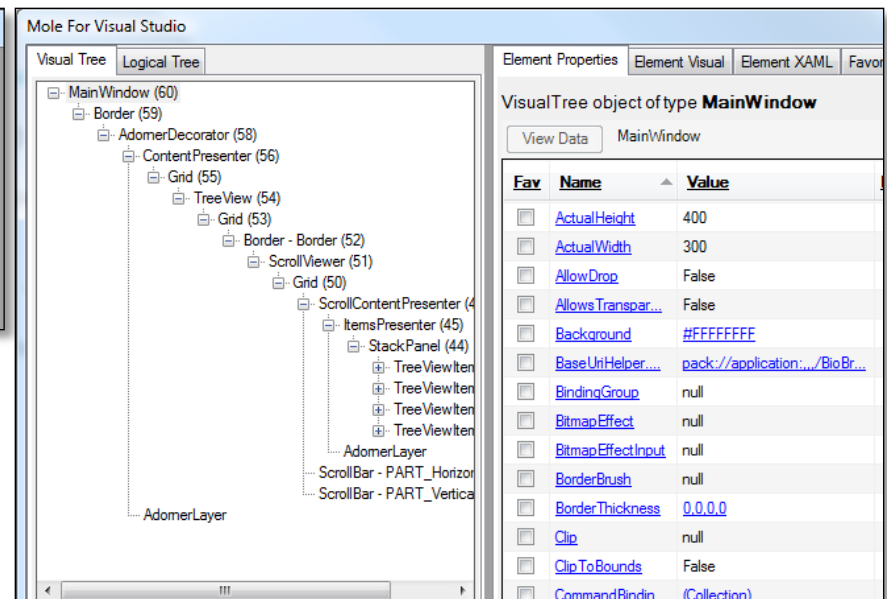 Mole For Visual Studio
Visual Tree
Logical Tree
MainWindow (60)
Border (59)
AdornerDecorator (58)
ContentPresenter (56)
Grid (55)
TreeView (54)
Grid (53)
Border - Border (52)
ScrollViewer (51)
Grid (50)
ScrollContentPresenter (4
ItemsPresenter (45)
StackPanel (44)
TreeViewItem
TreeViewItem
TreeViewItem
TreeViewItem
AdornerLayer
ScrollBar - PART_Horizor
ScrollBar - PART_Vertica
AdornerLayer
Element Properties Element Visual Element XAML Favor
VisualTree object of type MainWindow
View Data MainWindow
Fav Name Value
ActualHeight 400
ActualWidth 300
AllowDrop False
AllowsTranspar... False
Background #FFFFFFFF
BaseUriHelper.... pack://application:,,,/BioBr...
BindingGroup null
BitmapEffect null
BitmapEffectInput null
BorderBrush null
BorderThickness 0,0,0,0
Clip null
ClipToBounds False
CommandBindin (Collection)